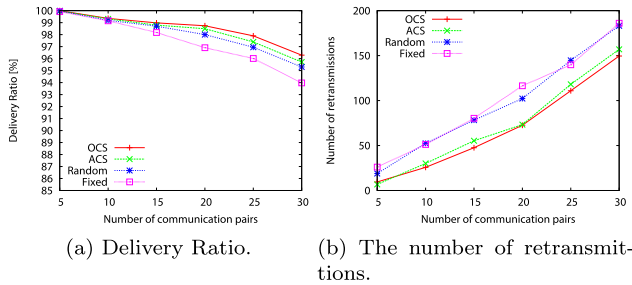 100
99
98
97
96
95
94
93
92
91
90
89
88
87
86
85
Delivery Ratio [%]
OCS
ACS
Random
Fixed
5 10 15 20 25 30
Number of communication pairs
(a) Delivery Ratio.
200
150
100
50
0
Number of retransmissions
OCS
ACS
Random
Fixed
5 10 15 20 25 30
Number of communication pairs
(b) The number of retransmit-
tions.